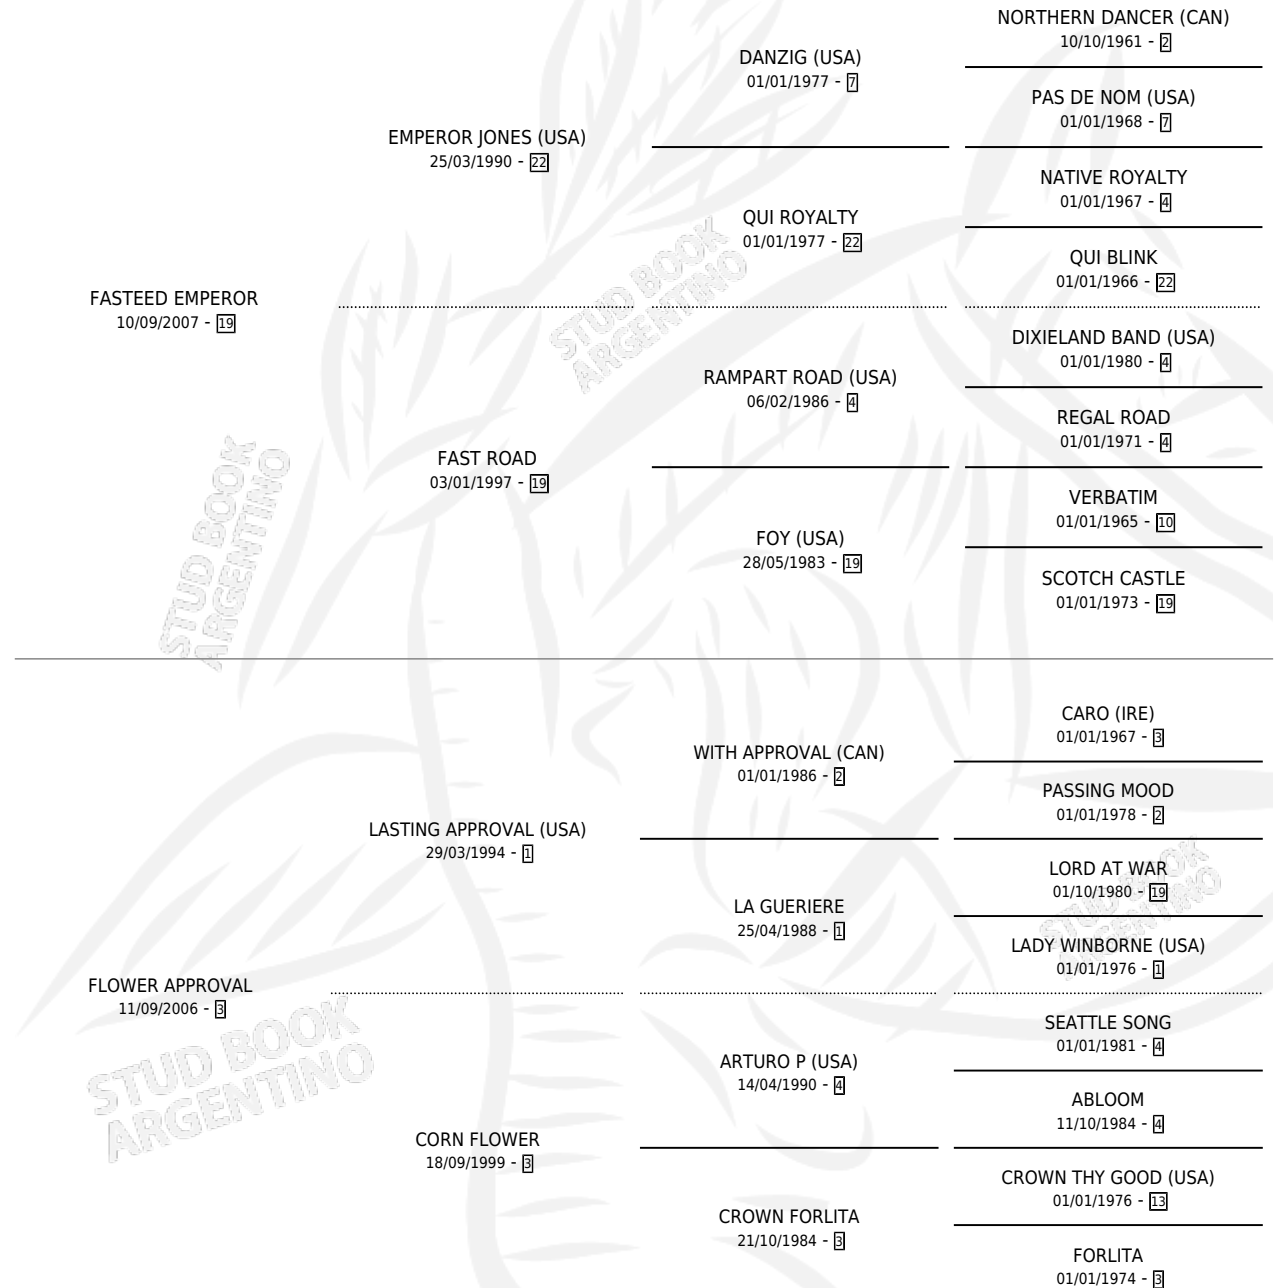 NORTHERN DANCER (CAN)
10/10/1961 - 2
DANZIG (USA)
01/01/1977 - 7
PAS DE NOM (USA)
01/01/1968 - 7
EMPEROR JONES (USA)
25/03/1990 - 22
NATIVE ROYALTY
01/01/1967 - 4
QUI ROYALTY
01/01/1977 - 22
QUI BLINK
01/01/1966 - 22
FASTEED EMPEROR
10/09/2007 - 19
DIXIELAND BAND (USA)
01/01/1980 - 4
RAMPART ROAD (USA)
06/02/1986 - 4
REGAL ROAD
01/01/1971 - 4
FAST ROAD
03/01/1997 - 19
VERBATIM
01/01/1965 - 10
FOY (USA)
28/05/1983 - 19
SCOTCH CASTLE
01/01/1973 - 19
CARO (IRE)
01/01/1967 - 3
WITH APPROVAL (CAN)
01/01/1986 - 2
PASSING MOOD
01/01/1978 - 2
LASTING APPROVAL (USA)
29/03/1994 - 1
LORD AT WAR
01/10/1980 - 19
LA GUERIERE
25/04/1988 - 1
LADY WINBORNE (USA)
01/01/1976 - 1
FLOWER APPROVAL
11/09/2006 - 3
SEATTLE SONG
01/01/1981 - 4
ARTURO P (USA)
14/04/1990 - 4
ABLOOM
11/10/1984 - 4
CORN FLOWER
18/09/1999 - 3
CROWN THY GOOD (USA)
01/01/1976 - 13
CROWN FORLITA
21/10/1984 - 3
FORLITA
01/01/1974 - 3
STUD BOOK
ARGENTINO
STUD BOOK
ARGENTINO
STUD BOOK
ARGENTINO
STUD BOOK
ARGENTINO